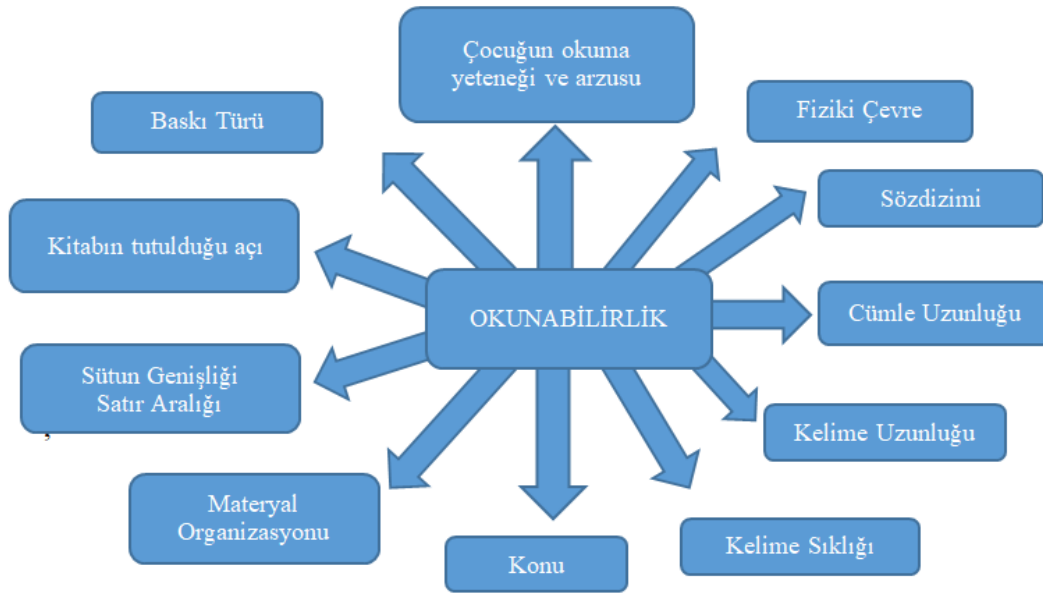 Çocuğun okuma
yeteneği ve arzusu
Baskı Türü
Fiziki Çevre
Sözdizimi
Kitabın tutulduğu açı
OKUNABİLİRLİK
Cümle Uzunluğu
Sütun Genişliği
Satır Aralığı
,
Kelime Uzunluğu
Materyal
Organizasyonu
Kelime Sıklığı
Konu